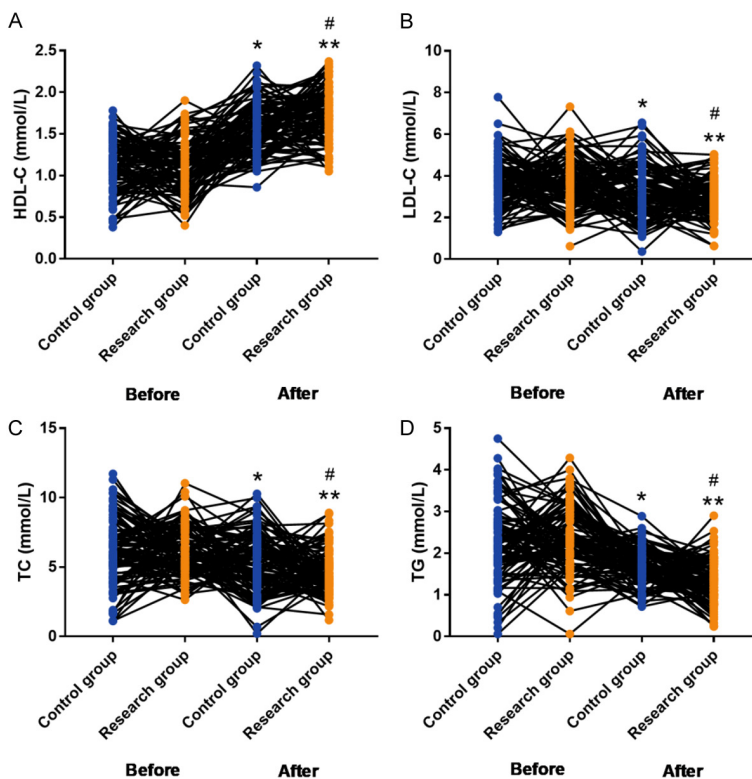 A
HDL-C (mmol/L)
2.5
2.0
1.5
1.0
0.5
0.0
*
#
**
Control group
Research group
Control group
Research group
Before
After
B
LDL-C (mmol/L)
10
8
6
4
2
0
*
#
**
Control group
Research group
Control group
Research group
Before
After
C
TC (mmol/L)
15
10
5
0
*
#
**
Control group
Research group
Control group
Research group
Before
After
D
TG (mmol/L)
5
4
3
2
1
0
*
#
**
Control group
Research group
Control group
Research group
Before
After